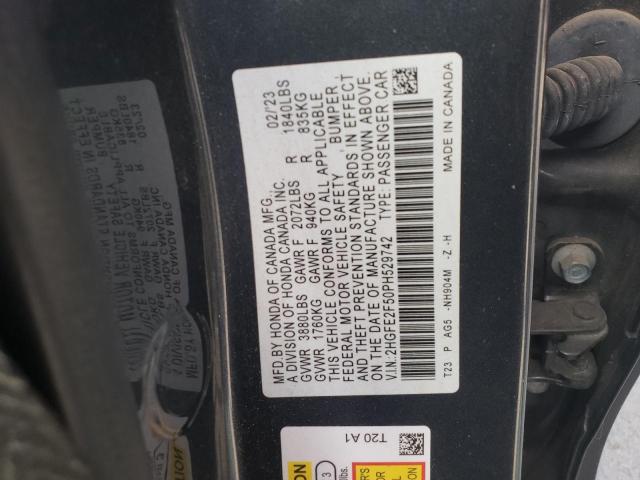 MFD BY HONDA OF CANADA MFG. 02/'23
A DIVISION OF HONDA CANADA INC.
GVWR 3880LBS GAWR F 2072LBS R 1840LBS
GVWR 1760KG GAWR F 940KG R 835KG
THIS VEHICLE CONFORMS TO ALL APPLICABLE
FEDERAL MOTOR VEHICLE SAFETY, BUMPER,
AND THEFT PREVENTION STANDARDS IN EFFECT
ON THE DATE OF MANUFACTURE SHOWN ABOVE.
V.I.N.:2HGFE2F50PH529742 TYPE: PASSENGER CAR
T23 P AG5 -NH904M -Z -H MADE IN CANADA
T20 A1
3
lbs.